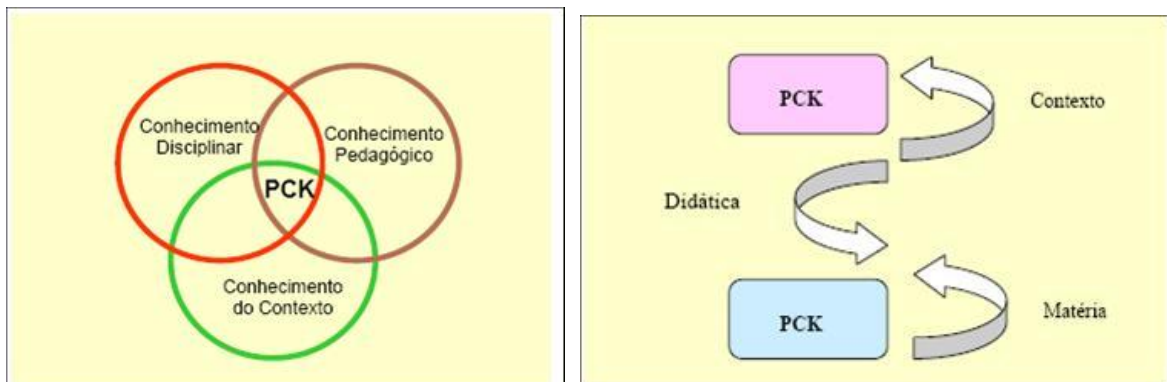 Conhecimento
Disciplinar
Conhecimento
Pedagógico
PCK
Conhecimento
do Contexto
PCK
Contexto
Didática
PCK
Matéria